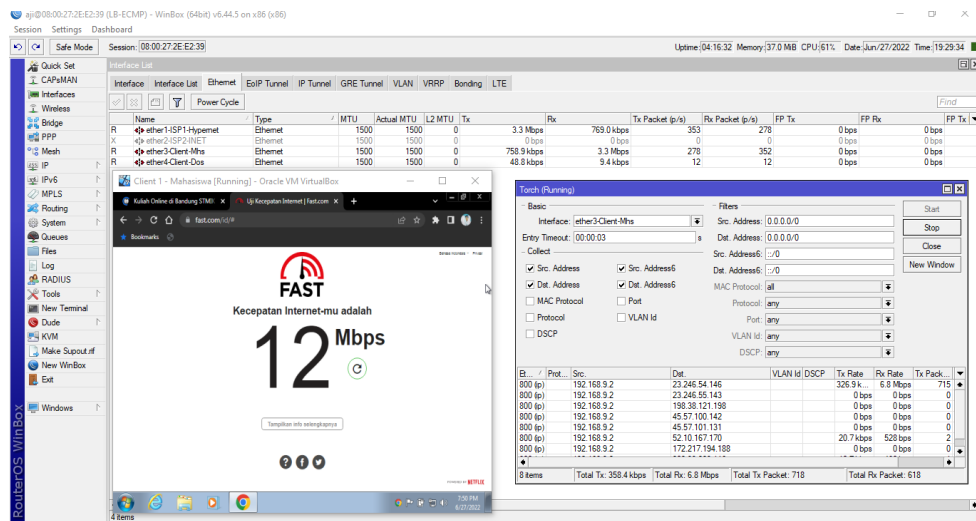 aji@08:00:27:2E:E2:39 (LB-ECMP) - WinBox (64bit) v6.44.5 on x86 (x86)
Session Settings Dashboard
Safe Mode Session: 08:00:27:2E:E2:39 Uptime: 04:16:32 Memory: 37.0 MiB CPU: 61% Date: Jun/27/2022 Time: 19:29:34
Quick Set
CAPsMAN
Interfaces
Wireless
Bridge
PPP
Mesh
IP
IPv6
MPLS
Routing
System
Queues
Files
Log
RADIUS
Tools
New Terminal
Dude
KVM
Make Supout.rif
New WinBox
Exit
Windows
RouterOS WinBox
Interface List
Interface Interface List Ethernet EoIP Tunnel IP Tunnel GRE Tunnel VLAN VRRP Bonding LTE
Power Cycle Find
Name Type MTU Actual MTU L2 MTU Tx Rx Tx Packet (p/s) Rx Packet (p/s) FP Tx FP Rx FP Tx
R ether1-ISP1-Hypernet Ethernet 1500 1500 0 3.3 Mbps 769.0 kbps 353 278 0 bps 0 bps
X ether2-ISP2-INET Ethernet 1500 1500 0 0 bps 0 bps 0 0 0 bps 0 bps
R ether3-Client-Mhs Ethernet 1500 1500 0 758.9 kbps 3.3 Mbps 278 352 0 bps 0 bps
R ether4-Client-Dos Ethernet 1500 1500 0 48.8 kbps 9.4 kbps 12 12 0 bps 0 bps
Client 1 - Mahasiswa [Running] - Oracle VM VirtualBox
Kuliah Online di Bandung STMI Uji Kecepatan Internet | Fast.com
fast.com/id/#
Bookmarks
FAST
Kecepatan Internet-mu adalah
12 Mbps
Tampilkan info selengkapnya
NETFLIX
7:50 PM
6/27/2022
4 items
Torch (Running)
Basic
Interface: ether3-Client-Mhs
Entry Timeout: 00:00:03 s
Collect
Src. Address Src. Address6
Dst. Address Dst. Address6
MAC Protocol Port
Protocol VLAN Id
DSCP
Filters
Src. Address: 0.0.0.0/0
Dst. Address: 0.0.0.0/0
Src. Address6: ::/0
Dst. Address6: ::/0
MAC Protocol: all
Protocol: any
Port: any
VLAN Id: any
DSCP: any
Start
Stop
Close
New Window
Et... Prot... Src. Dst. VLAN Id DSCP Tx Rate Rx Rate Tx Pack...
800 (ip) 192.168.9.2 23.246.54.146 326.9 k... 6.8 Mbps 715
800 (ip) 192.168.9.2 23.246.55.143 0 bps 0 bps 0
800 (ip) 192.168.9.2 198.38.121.198 0 bps 0 bps 0
800 (ip) 192.168.9.2 45.57.100.142 0 bps 0 bps 0
800 (ip) 192.168.9.2 45.57.101.131 0 bps 0 bps 0
800 (ip) 192.168.9.2 52.10.167.170 20.7 kbps 528 bps 2
800 (ip) 192.168.9.2 172.217.194.188 0 bps 0 bps 0
8 items Total Tx: 358.4 kbps Total Rx: 6.8 Mbps Total Tx Packet: 718 Total Rx Packet: 618